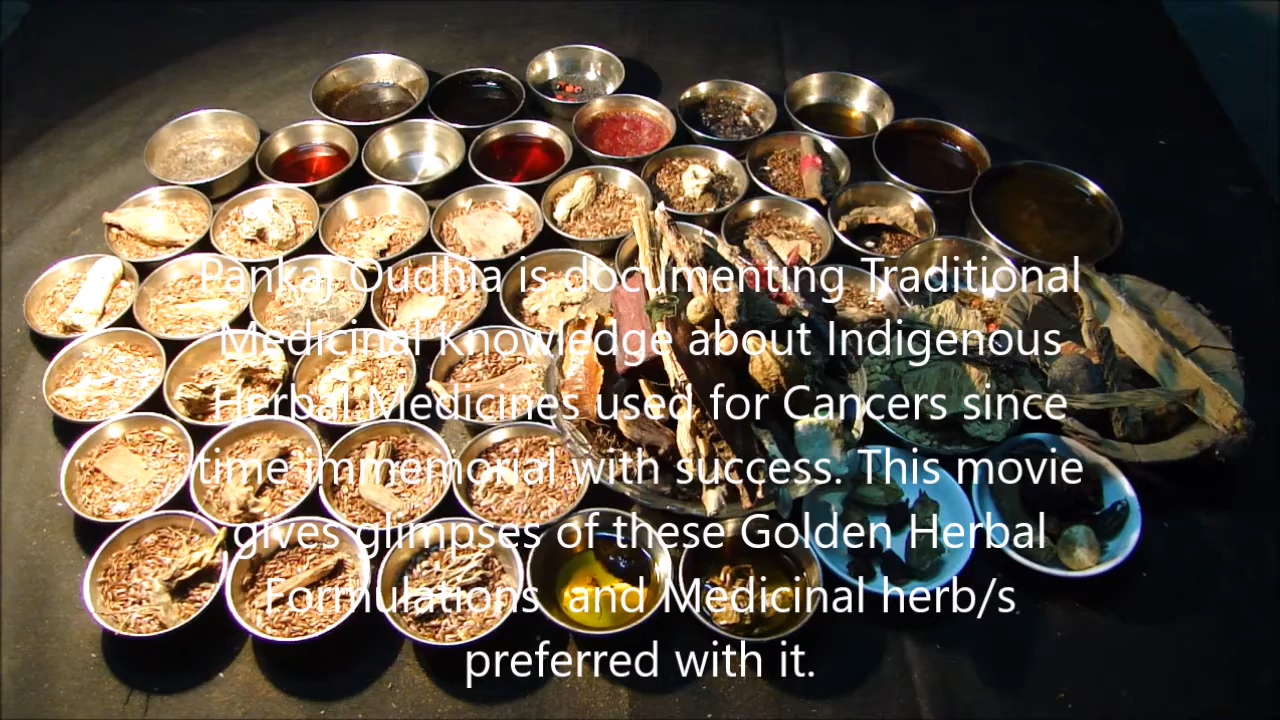 Pankaj Oudhia is documenting Traditional
Medicinal Knowledge about Indigenous
Herbal Medicines used for Cancers since
time immemorial with success. This movie
gives glimpses of these Golden Herbal
Formulations  and Medicinal herb/s
preferred with it.